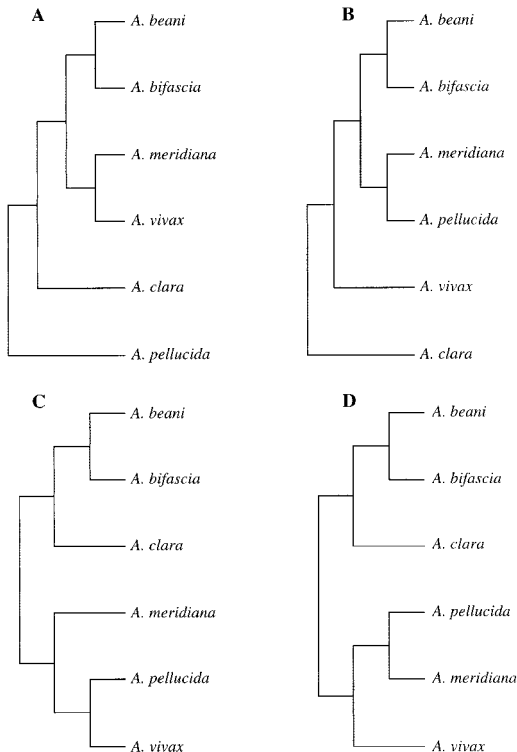 A
A. beani
A. bifascia
A. meridiana
A. vivax
A. clara
A. pellucida
B
A. beani
A. bifascia
A. meridiana
A. pellucida
A. vivax
A. clara
C
A. beani
A. bifascia
A. clara
A. meridiana
A. pellucida
A. vivax
D
A. beani
A. bifascia
A. clara
A. pellucida
A. meridiana
A. vivax